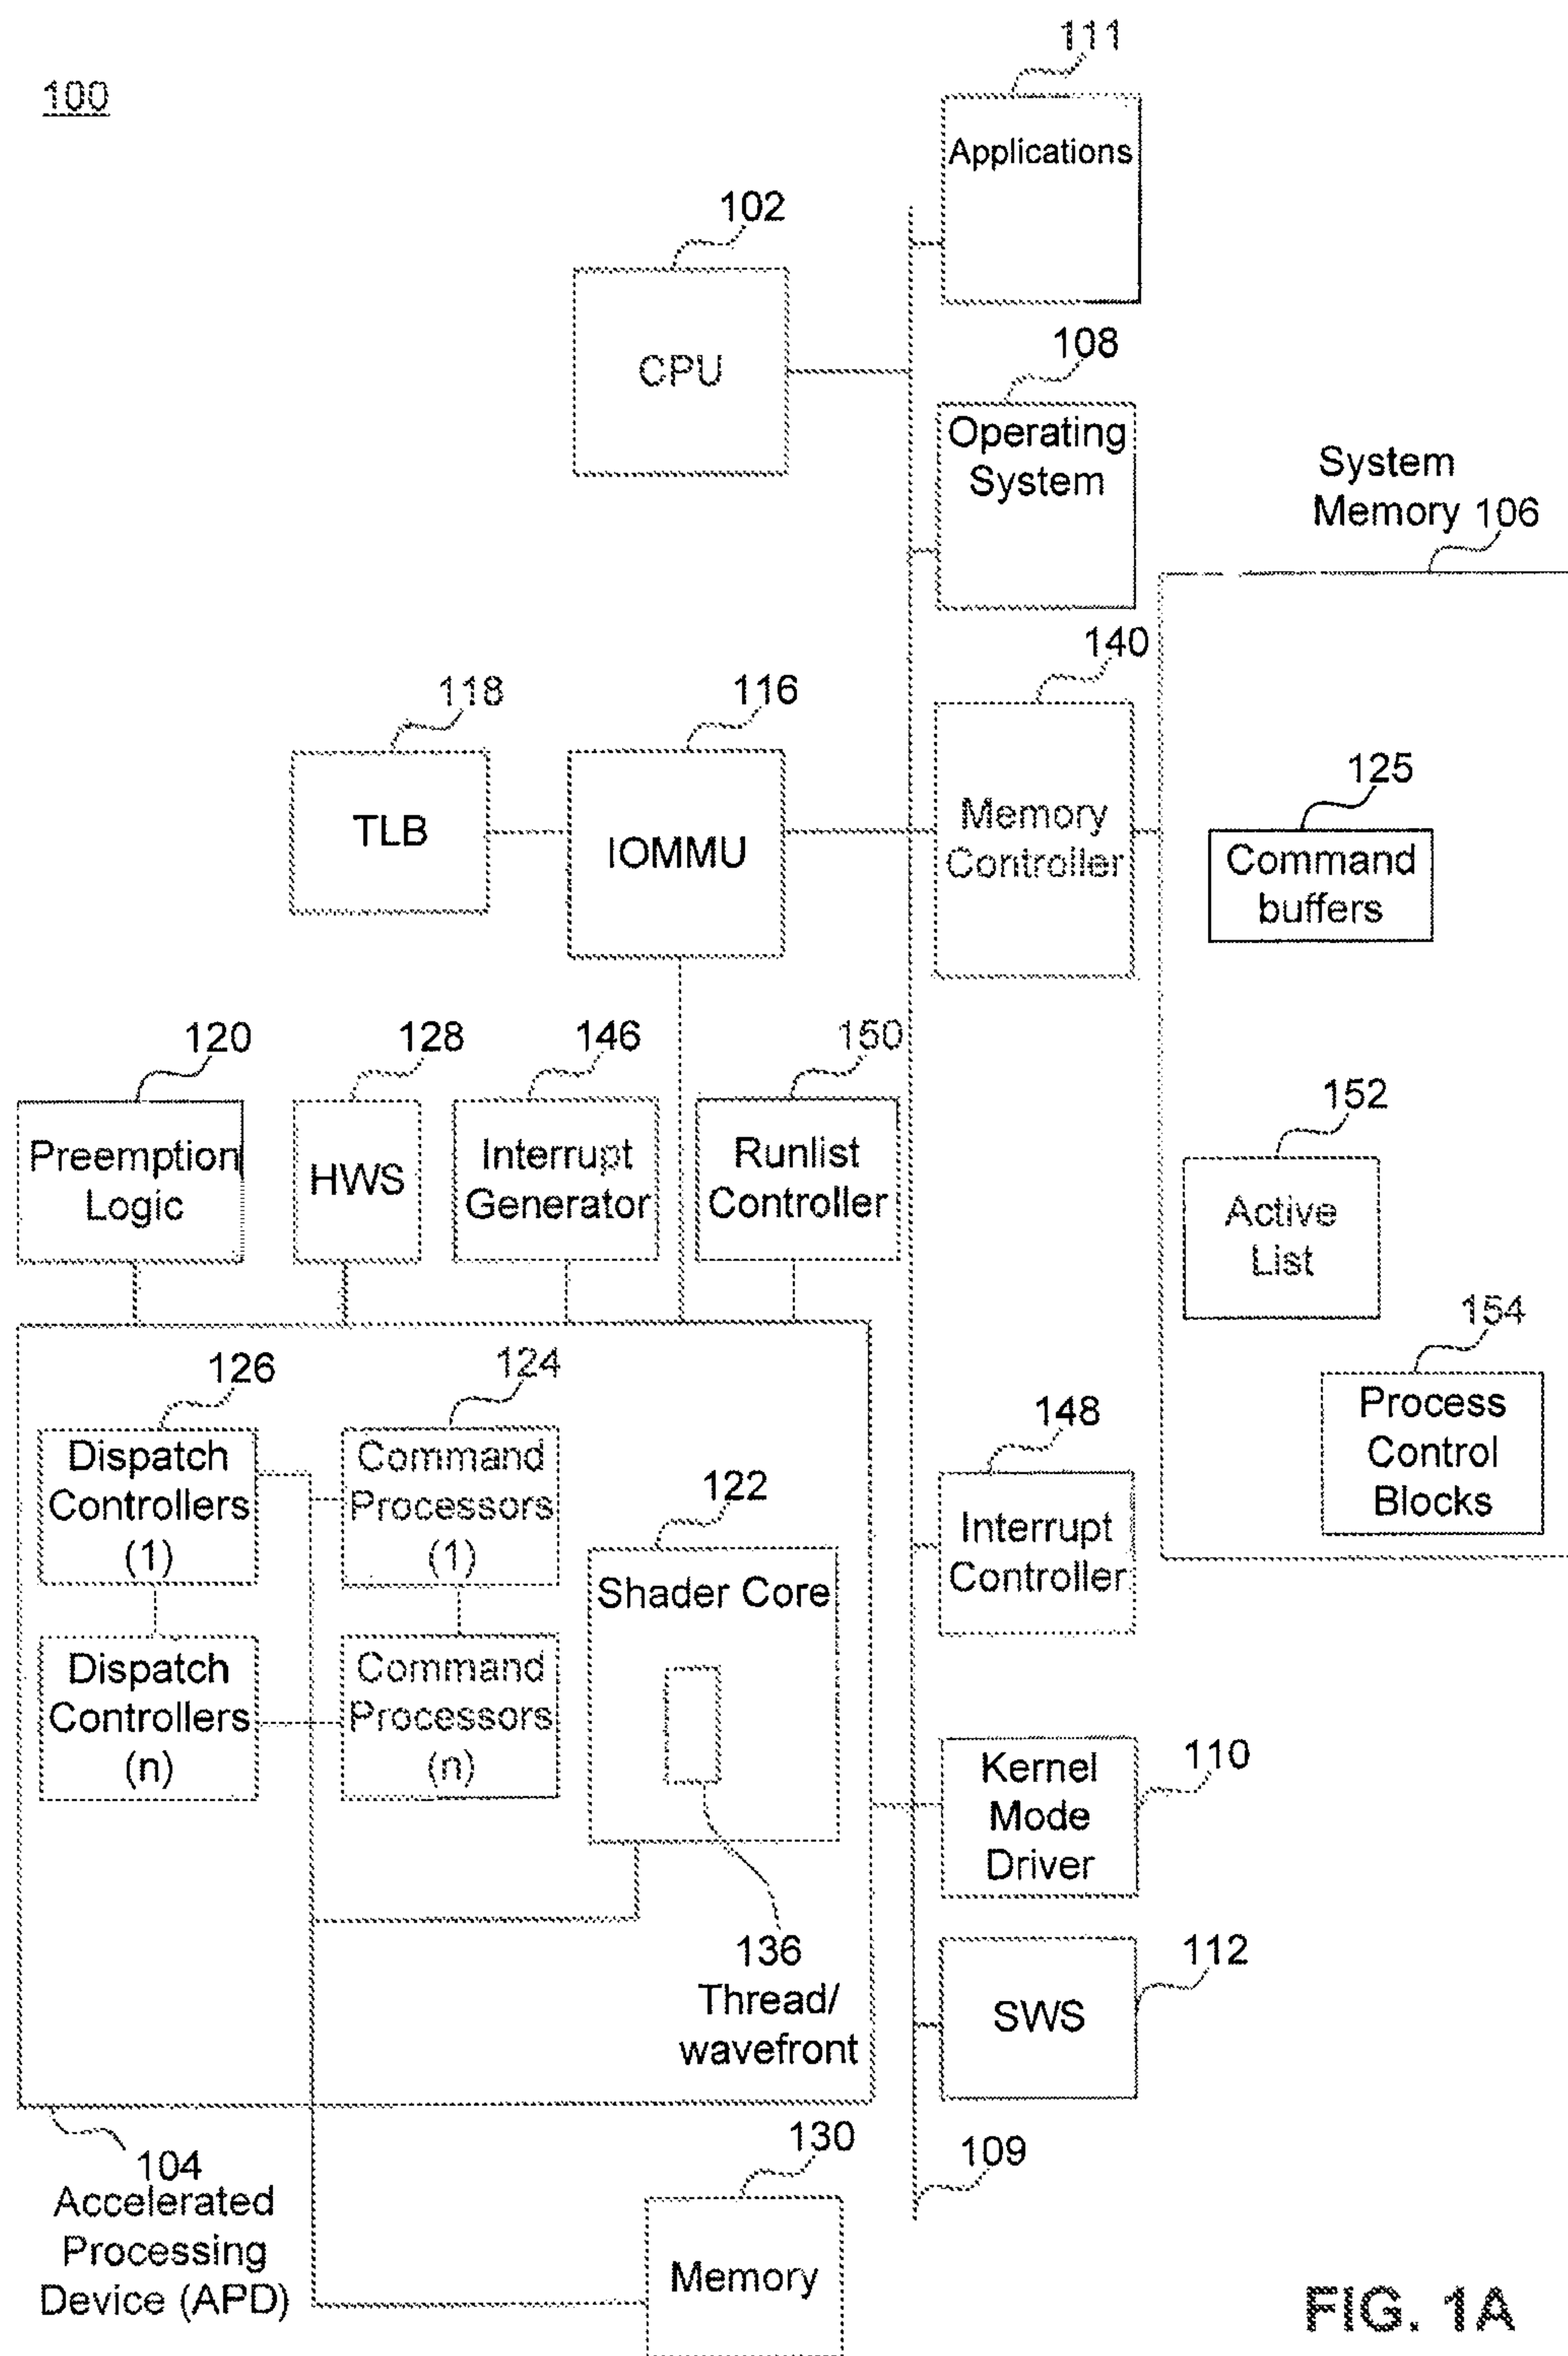 111
100
Applications
102
108
CPU
Operating
System
System
Memory 106
140
118
116
125
TLB
IOMMU
Memory
Controller
Command
buffers
120
128
146
150
152
Preemption
Logic
HWS
Interrupt
Generator
Runlist
Controller
Active
List
154
126
124
148
Process
Control
Blocks
Dispatch
Controllers
(1)
Command
Processors
(1)
122
Interrupt
Controller
Shader Core
Dispatch
Controllers
(n)
Command
Processors
(n)
110
Kernel
Mode
Driver
136
Thread/
wavefront
112
SWS
104
Accelerated
Processing
Device (APD)
130
109
Memory
FIG. 1A